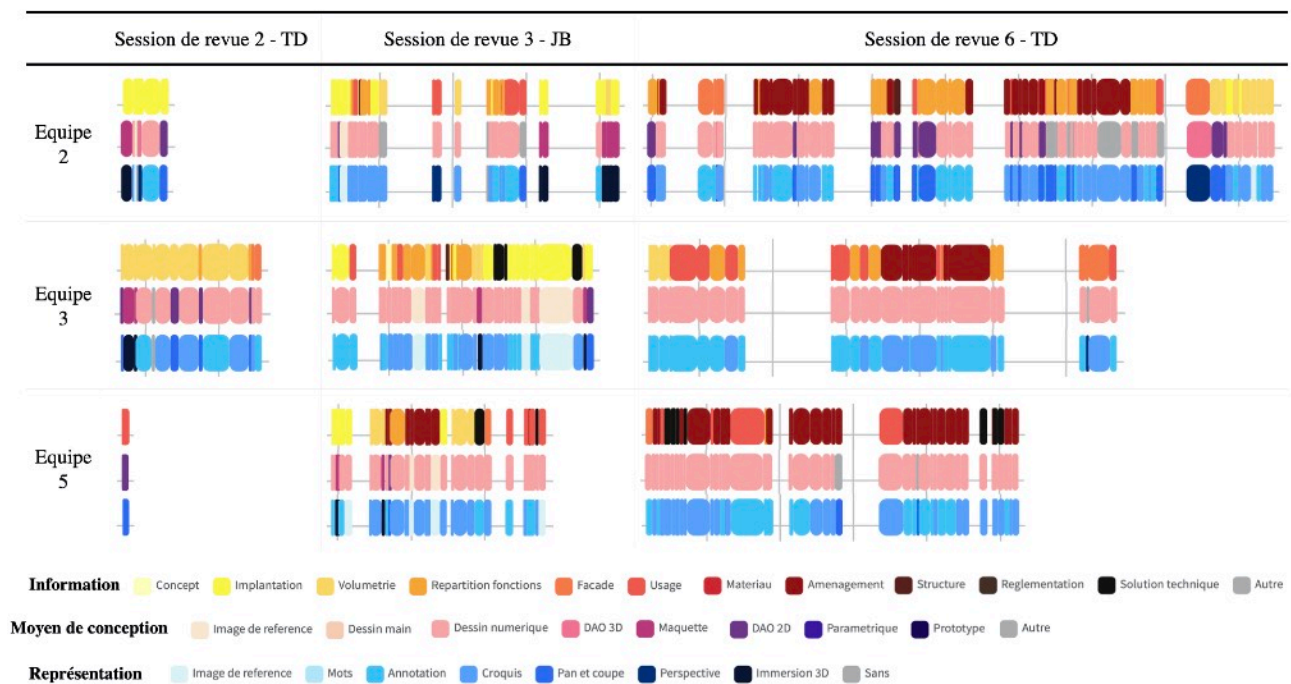 Session de revue 2 - TD Session de revue 3 - JB Session de revue 6 - TD
Equipe
2
Equipe
3
Equipe
5
Information Concept Implantation Volumetrie Repartition fonctions Facade Usage Materiau Amenagement Structure Reglementation Solution technique Autre
Moyen de conception Image de reference Dessin main Dessin numerique DAO 3D Maquette DAO 2D Parametrique Prototype Autre
Représentation Image de reference Mots Annotation Croquis Pan et coupe Perspective Immersion 3D Sans